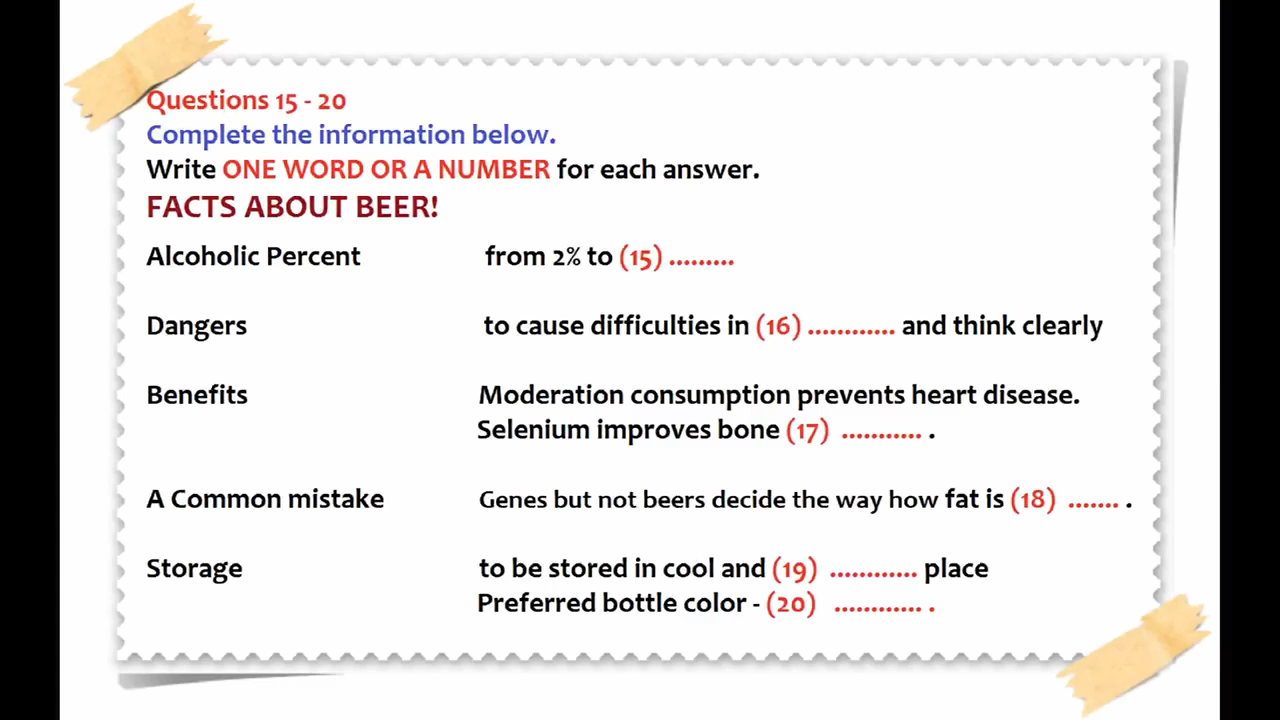 Questions 15 - 20
Complete the information below.
Write ONE WORD OR A NUMBER for each answer.
FACTS ABOUT BEER!
Alcoholic Percent from 2% to (15) .........
Dangers to cause difficulties in (16) ............ and think clearly
Benefits Moderation consumption prevents heart disease.
Selenium improves bone (17) ........... .
A Common mistake Genes but not beers decide the way how fat is (18) ....... .
Storage to be stored in cool and (19) ............ place
Preferred bottle color - (20) ............ .